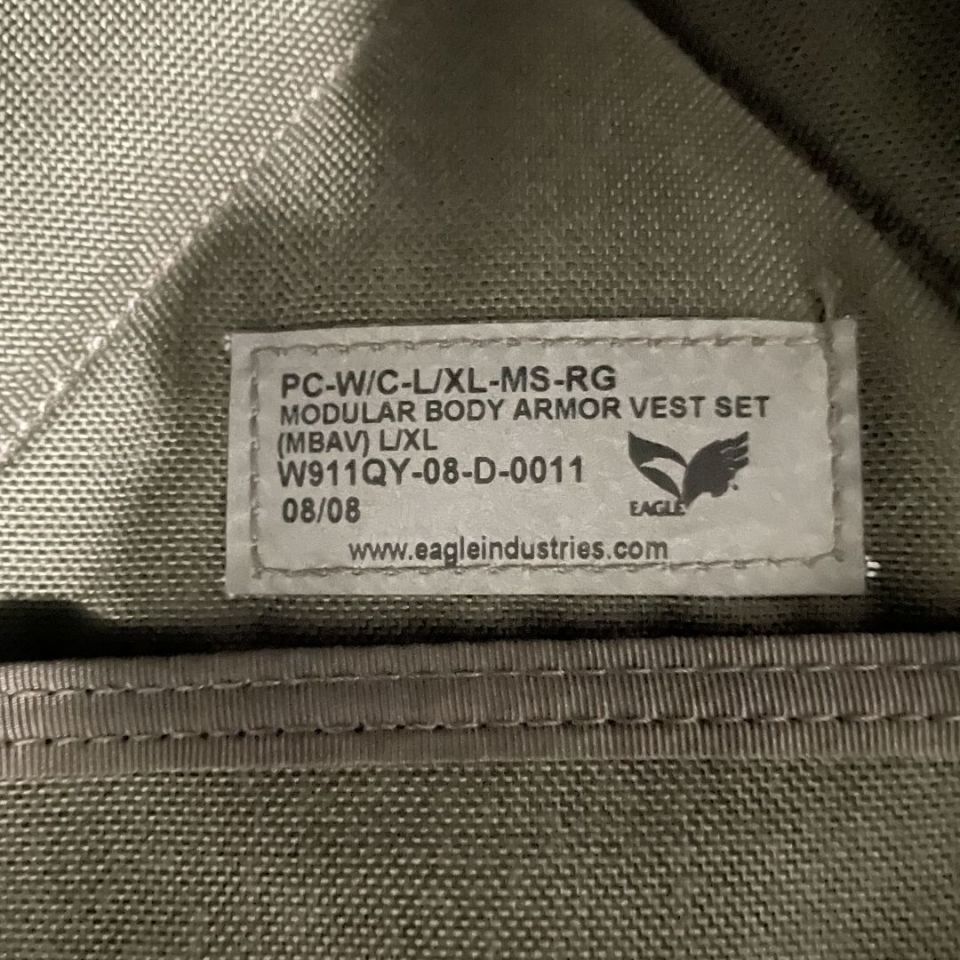 PC-W/C-L/XL-MS-RG
MODULAR BODY ARMOR VEST SET
(MBAV) L/XL
W911QY-08-D-0011
08/08
EAGLE
www.eagleindustries.com